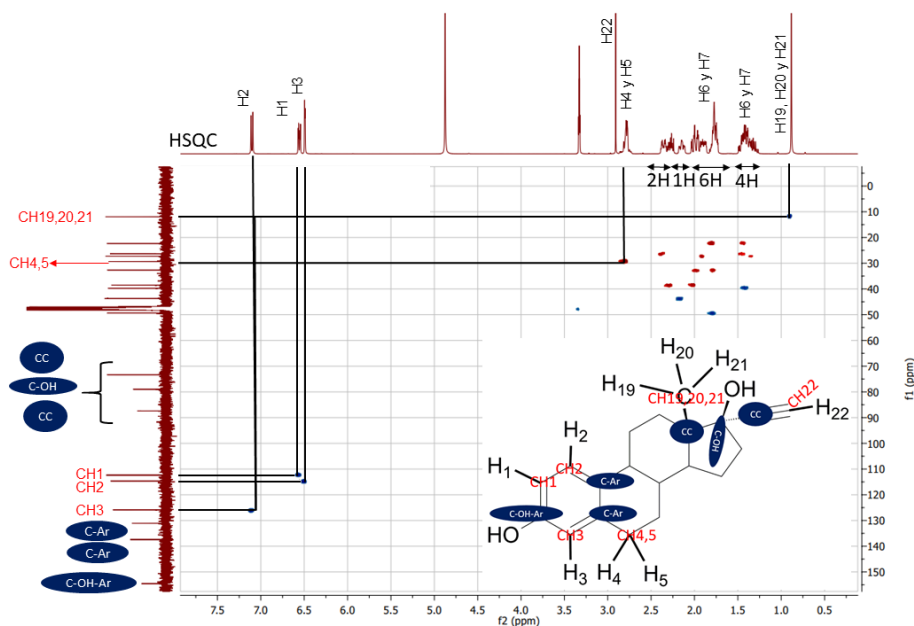 HSQC
H2
H1
H3
H22
H4 y H5
H6 y H7
H6 y H7
H19, H20 y H21
2H
1H
6H
4H
CH19,20,21
CH4,5
CC
C-OH
CC
CH1
CH2
CH3
C-Ar
C-Ar
C-OH-Ar
H20
H21
H19
C
OH
CH19,20,21
CH22
CC
CC
C-OH
H22
H2
H1
CH2
CH1
C-Ar
C-OH-Ar
C-Ar
HO
CH3
CH4,5
H3
H4
H5
0
10
20
30
40
50
60
70
80
90
100
110
120
130
140
150
f1 (ppm)
7.5
7.0
6.5
6.0
5.5
5.0
4.5
4.0
3.5
3.0
2.5
2.0
1.5
1.0
0.5
f2 (ppm)